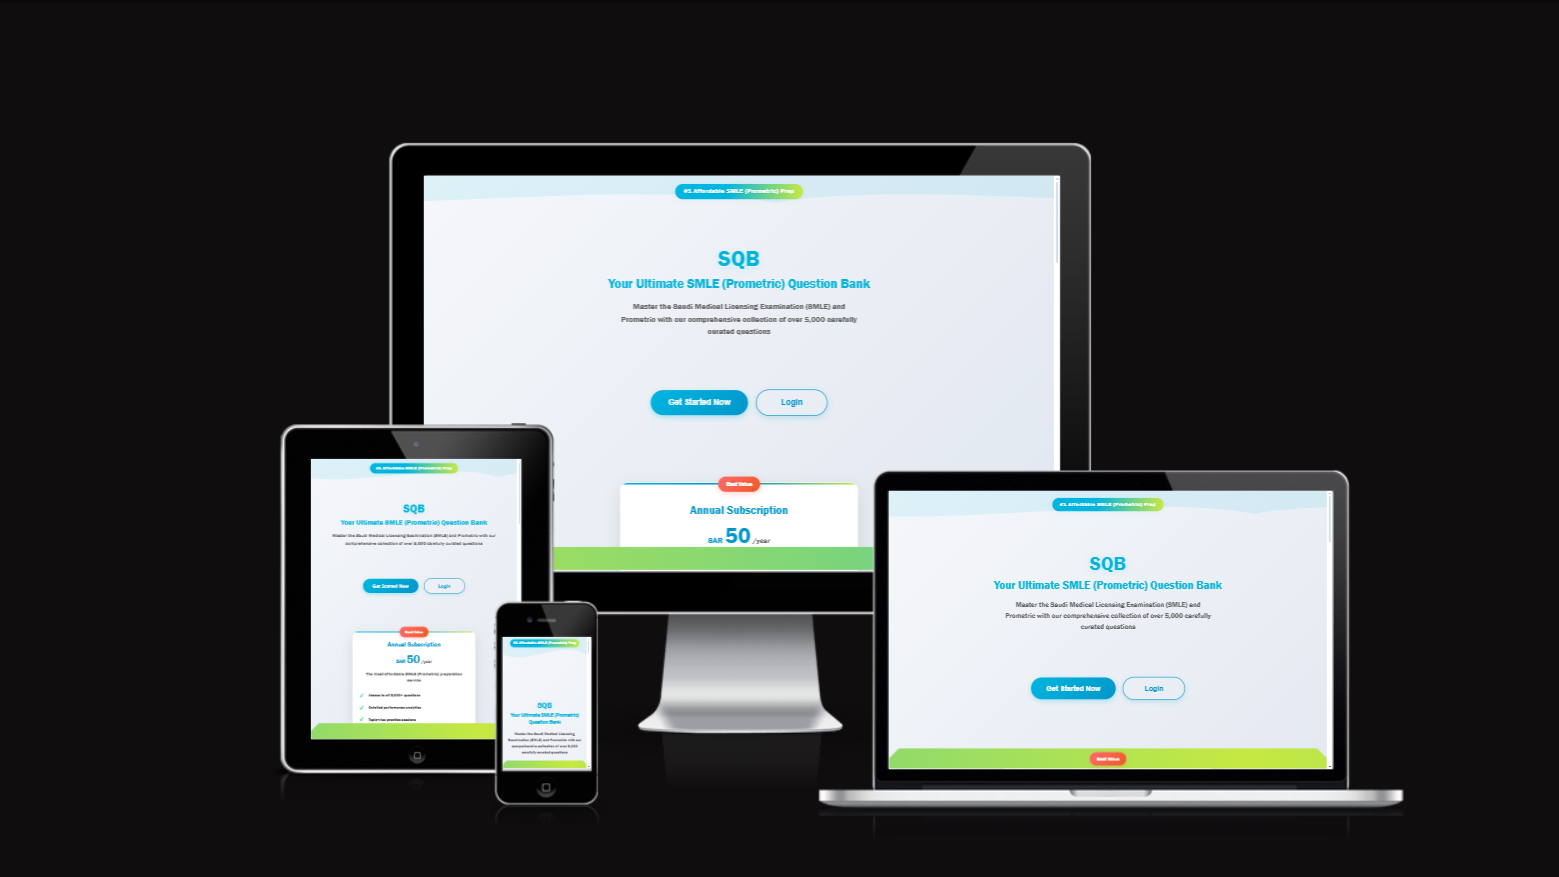 #1 Affordable SMLE (Prometric) Prep
SQB
Your Ultimate SMLE (Prometric) Question Bank
Master the Saudi Medical Licensing Examination (SMLE) and
Prometric with our comprehensive collection of over 5,000 carefully
curated questions
Get Started Now
Login
Best Value
Annual Subscription
SAR 50 /year
#1 Affordable SMLE (Prometric) Prep
SQB
Your Ultimate SMLE (Prometric) Question Bank
Master the Saudi Medical Licensing Examination (SMLE) and Prometric with our
comprehensive collection of over 5,000 carefully curated questions
Get Started Now
Login
Best Value
Annual Subscription
SAR 50 /year
The most affordable SMLE (Prometric) preparation
service
✓ Access to all 5,000+ questions
✓ Detailed performance analytics
✓ Topic-wise practice sessions
#1 Affordable SMLE (Prometric) Prep
SQB
Your Ultimate SMLE (Prometric)
Question Bank
Master the Saudi Medical Licensing
Examination (SMLE) and Prometric with our
comprehensive collection of over 5,000
carefully curated questions
#1 Affordable SMLE (Prometric) Prep
SQB
Your Ultimate SMLE (Prometric) Question Bank
Master the Saudi Medical Licensing Examination (SMLE) and
Prometric with our comprehensive collection of over 5,000 carefully
curated questions
Get Started Now
Login
Best Value